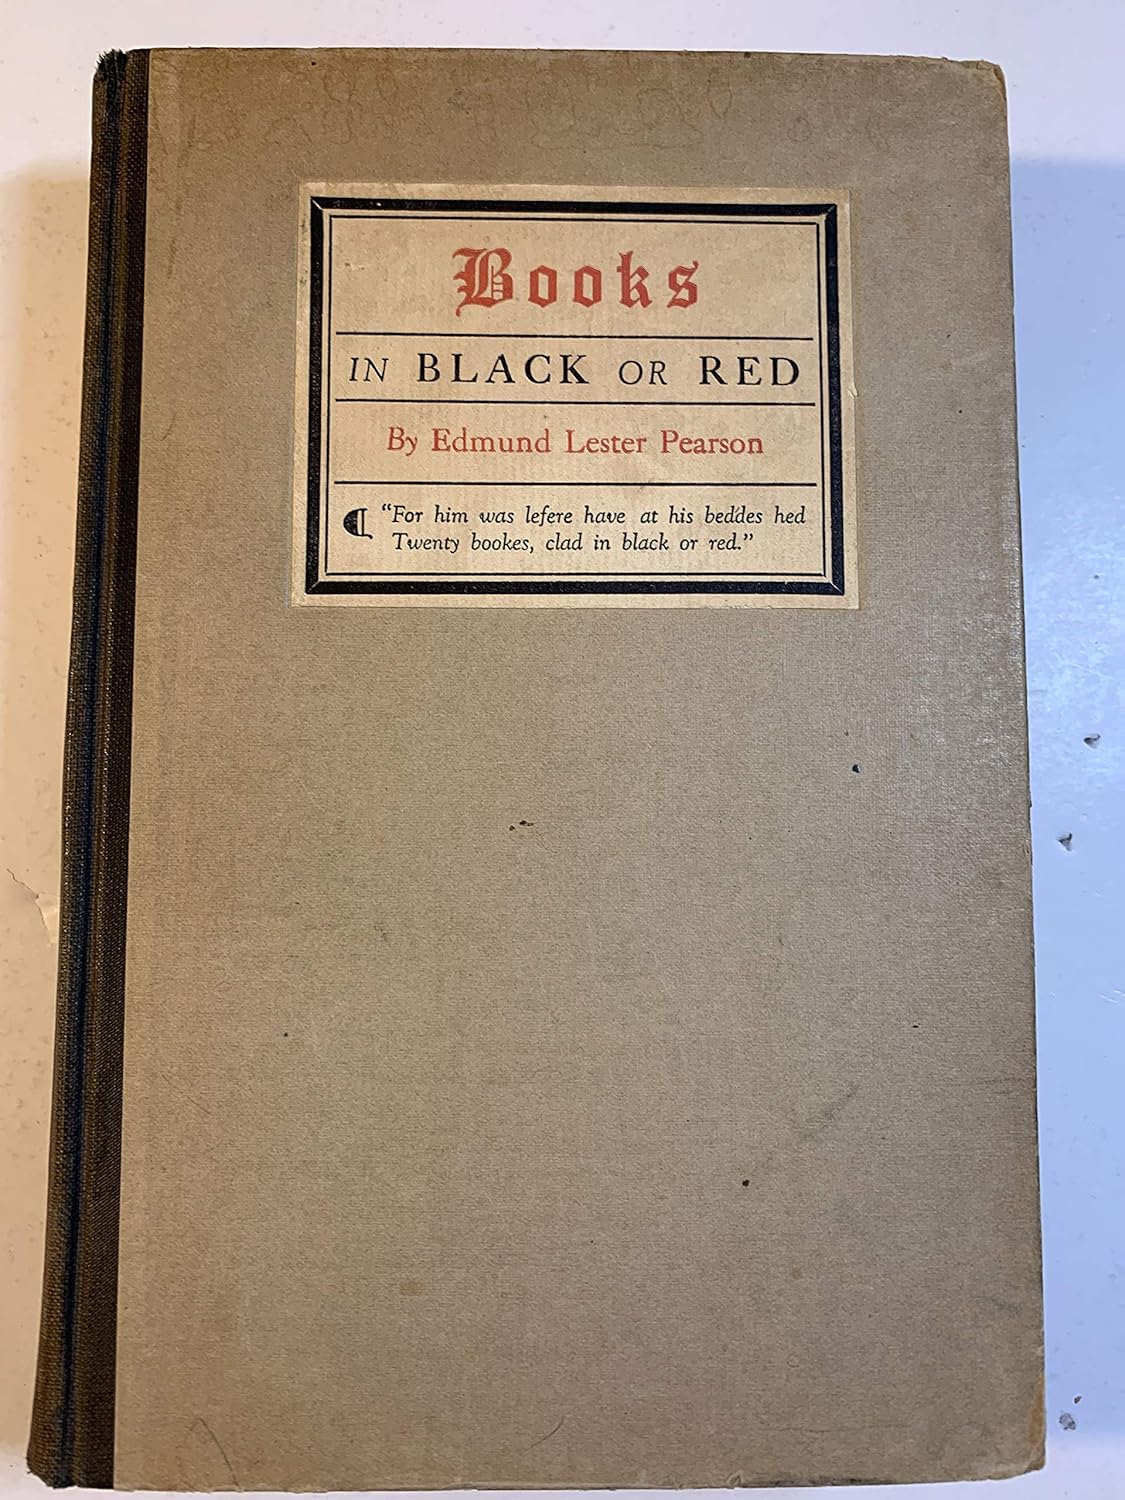 Books
IN BLACK OR RED
By Edmund Lester Pearson
"For him was lefere have at his beddes hed
Twenty bookes, clad in black or red."